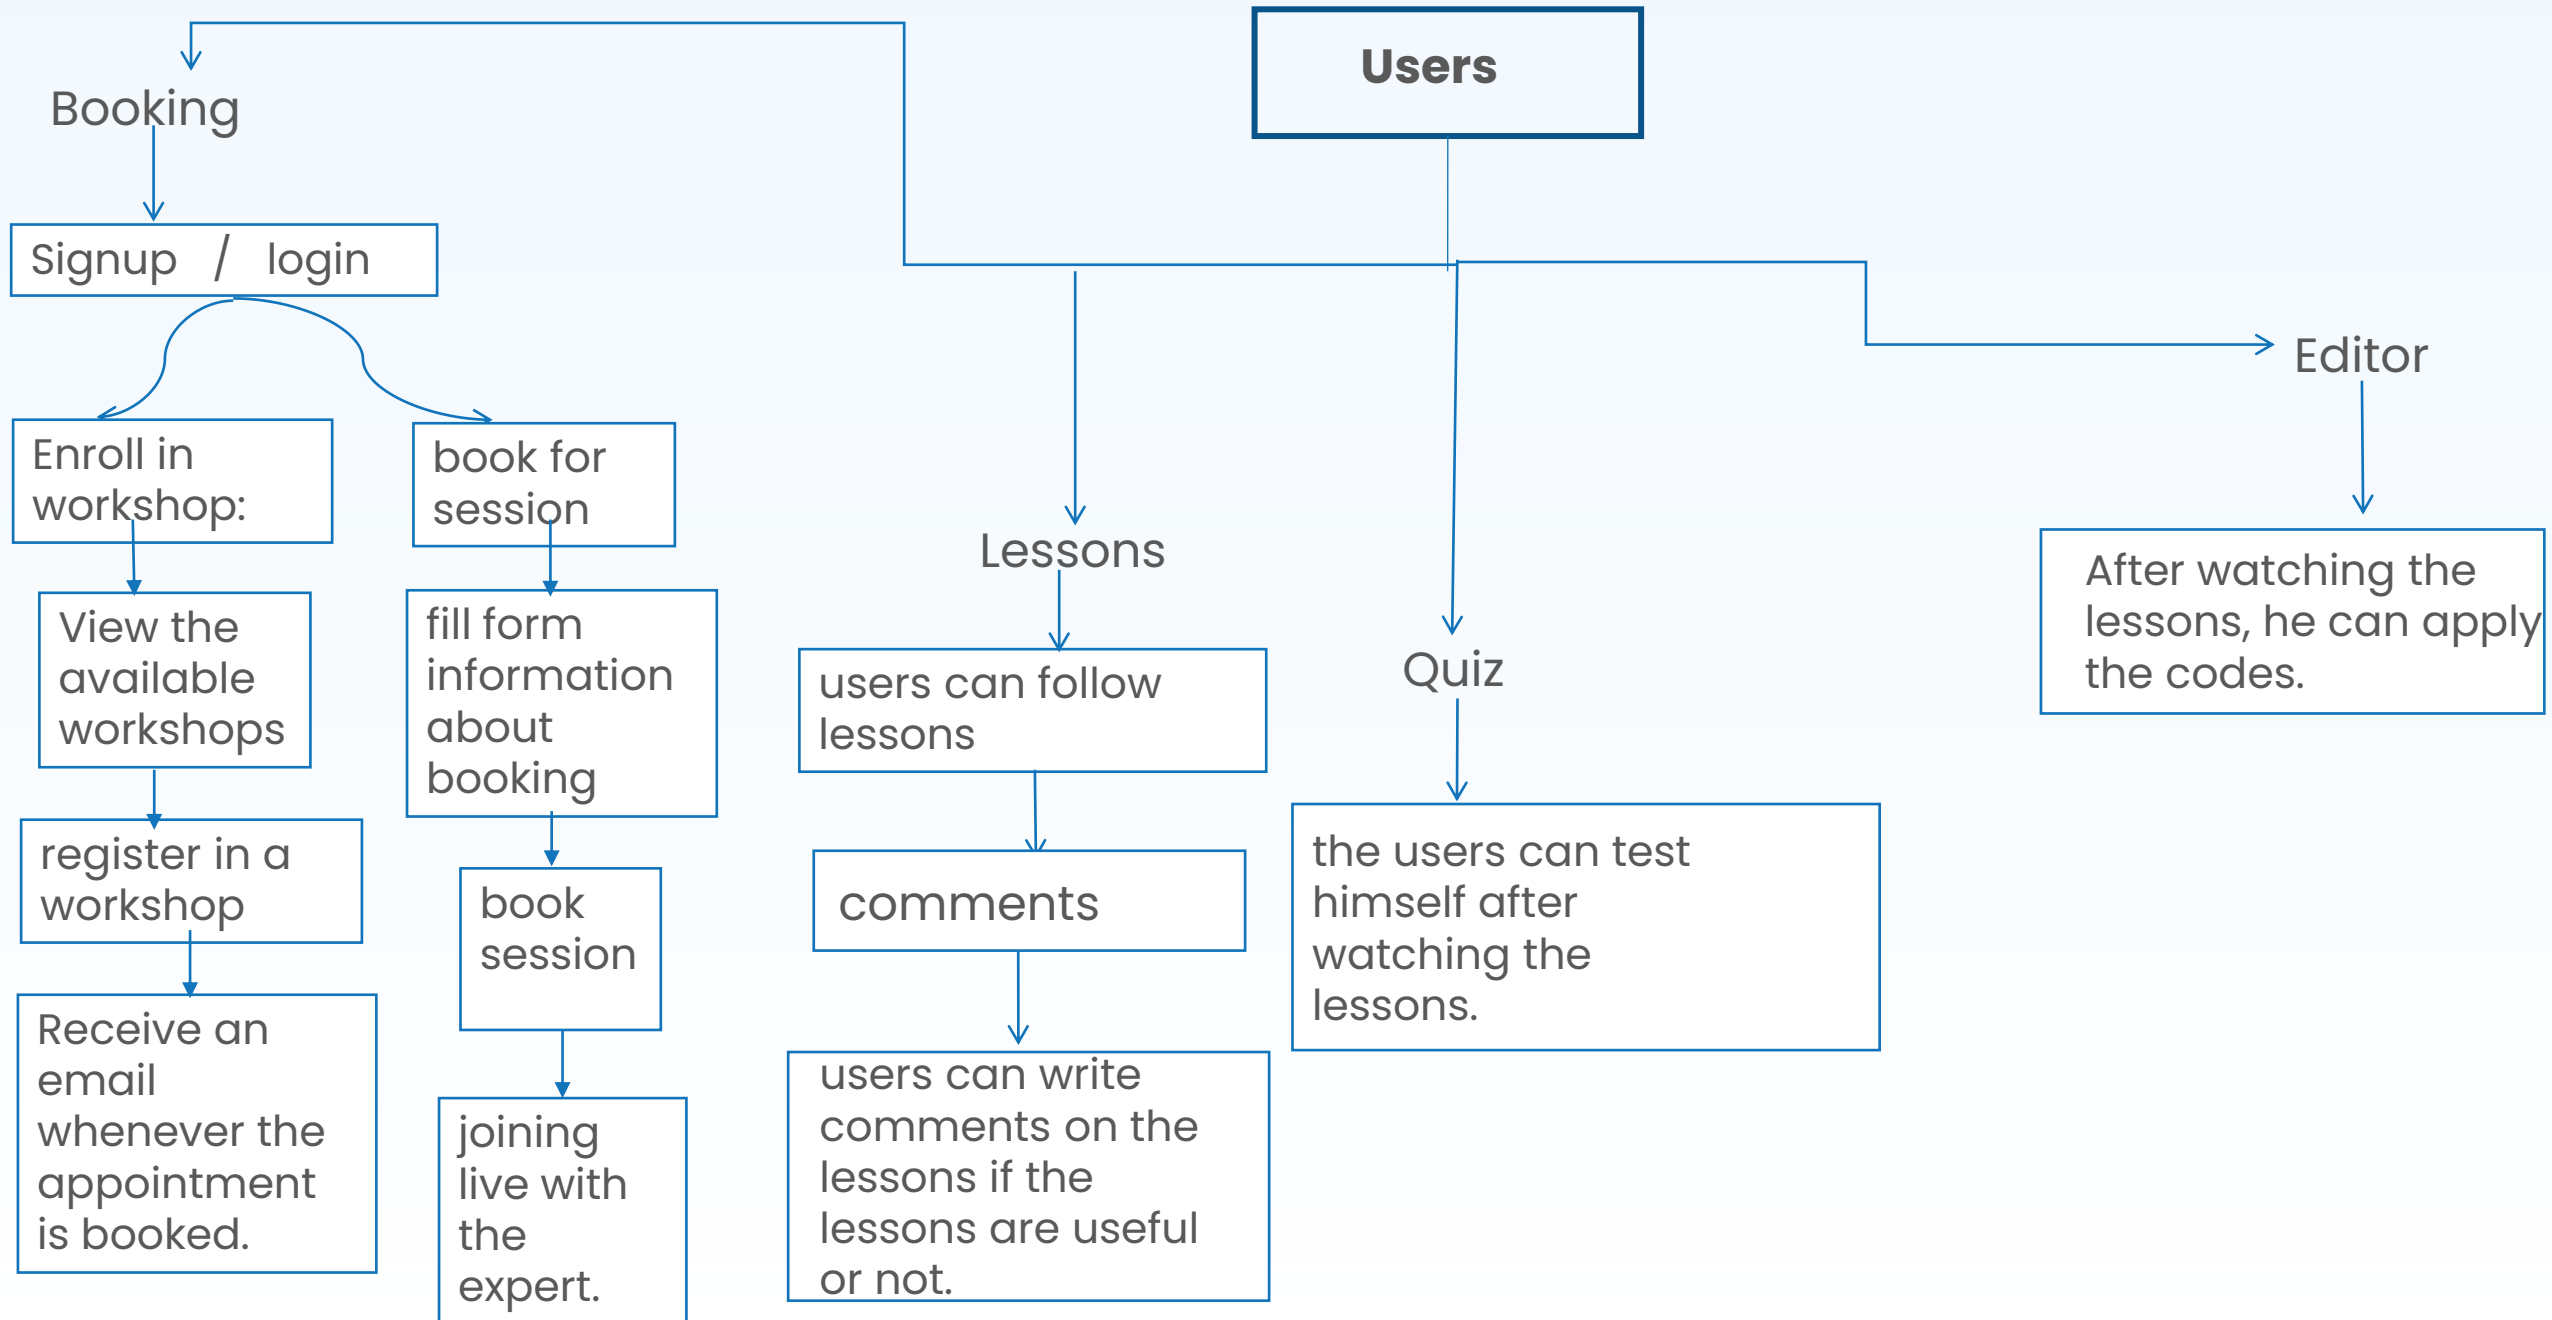 Users
Booking
Signup / login
Enroll in
workshop:
View the
available
workshops
register in a
workshop
Receive an
email
whenever the
appointment
is booked.
book for
session
fill form
information
about
booking
book
session
joining
live with
the
expert.
Lessons
users can follow
lessons
comments
users can write
comments on the
lessons if the
lessons are useful
or not.
Quiz
the users can test
himself after
watching the
lessons.
Editor
After watching the
lessons, he can apply
the codes.